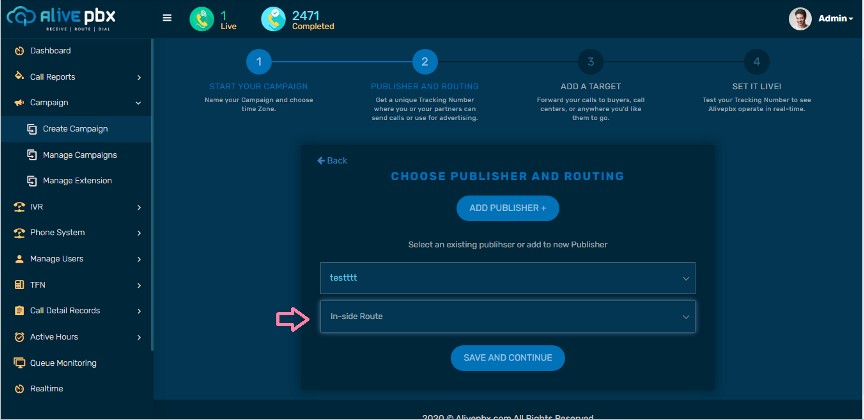 Alive pbx
RECEIVE | ROUTE | DIAL
1
Live
2471
Completed
Admin
Dashboard
Call Reports
Campaign
Create Campaign
Manage Campaigns
Manage Extension
IVR
Phone System
Manage Users
TFN
Call Detail Records
Active Hours
Queue Monitoring
Realtime
1
START YOUR CAMPAIGN
Name your Campaign and choose
time Zone.
2
PUBLISHER AND ROUTING
Get a unique Tracking Number
where you or your partners can
send calls or use for advertising.
3
ADD A TARGET
Forward your calls to buyers, call
centers, or anywhere you'd like
them to go.
4
SET IT LIVE!
Test your Tracking Number to see
Alivepbx operate in real-time.
Back
CHOOSE PUBLISHER AND ROUTING
ADD PUBLISHER +
Select an existing publihser or add to new Publisher
testttt
In-side Route
SAVE AND CONTINUE
2020 © Alivepbx.com All Rights Reserved